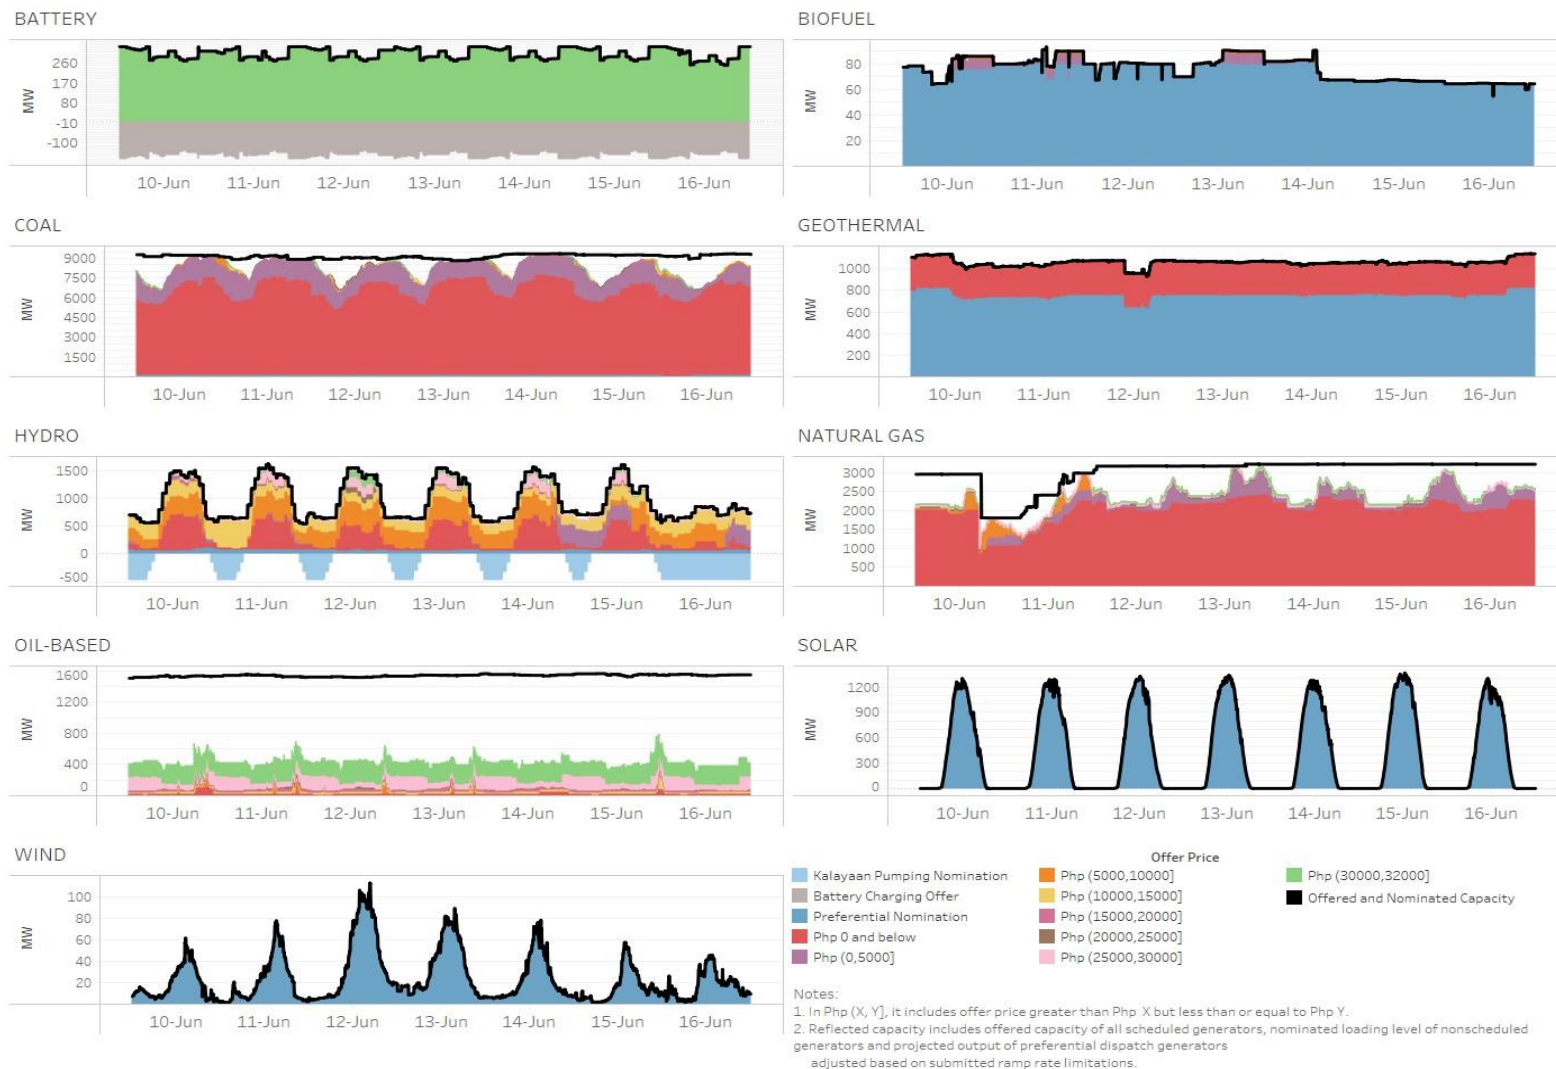 BATTERY
MW
260
170
80
-10
-100
10-Jun 11-Jun 12-Jun 13-Jun 14-Jun 15-Jun 16-Jun
BIOFUEL
MW
80
60
40
20
10-Jun 11-Jun 12-Jun 13-Jun 14-Jun 15-Jun 16-Jun
COAL
MW
9000
7500
6000
4500
3000
1500
10-Jun 11-Jun 12-Jun 13-Jun 14-Jun 15-Jun 16-Jun
GEOTHERMAL
MW
1000
800
600
400
200
10-Jun 11-Jun 12-Jun 13-Jun 14-Jun 15-Jun 16-Jun
HYDRO
MW
1500
1000
500
0
-500
10-Jun 11-Jun 12-Jun 13-Jun 14-Jun 15-Jun 16-Jun
NATURAL GAS
MW
3000
2500
2000
1500
1000
500
10-Jun 11-Jun 12-Jun 13-Jun 14-Jun 15-Jun 16-Jun
OIL-BASED
MW
1600
1200
800
400
0
10-Jun 11-Jun 12-Jun 13-Jun 14-Jun 15-Jun 16-Jun
SOLAR
MW
1200
900
600
300
0
10-Jun 11-Jun 12-Jun 13-Jun 14-Jun 15-Jun 16-Jun
WIND
MW
100
80
60
40
20
10-Jun 11-Jun 12-Jun 13-Jun 14-Jun 15-Jun 16-Jun
Offer Price
Kalayaan Pumping Nomination
Battery Charging Offer
Preferential Nomination
Php 0 and below
Php (0,5000]
Php (5000,10000]
Php (10000,15000]
Php (15000,20000]
Php (20000,25000]
Php (25000,30000]
Php (30000,32000]
Offered and Nominated Capacity
Notes:
1. In Php (X, Y], it includes offer price greater than Php X but less than or equal to Php Y.
2. Reflected capacity includes offered capacity of all scheduled generators, nominated loading level of nonscheduled
generators and projected output of preferential dispatch generators
adjusted based on submitted ramp rate limitations.